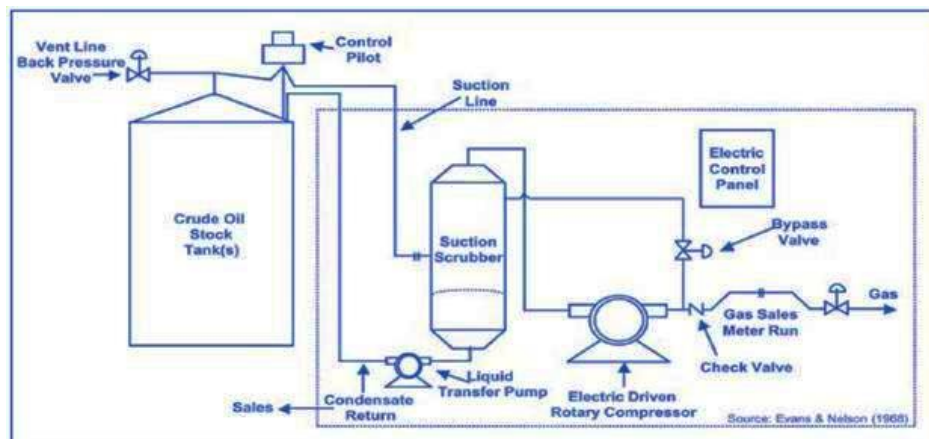 Vent Line
Back Pressure
Valve
Control
Pilot
Suction
Line
Electric
Control
Panel
Crude Oil
Stock
Tank(s)
Suction
Scrubber
Bypass
Valve
Gas
Gas Sales
Meter Run
Check Valve
Liquid
Transfer Pump
Condensate
Return
Sales
Electric Driven
Rotary Compressor
Source: Evans & Nelson (1968)